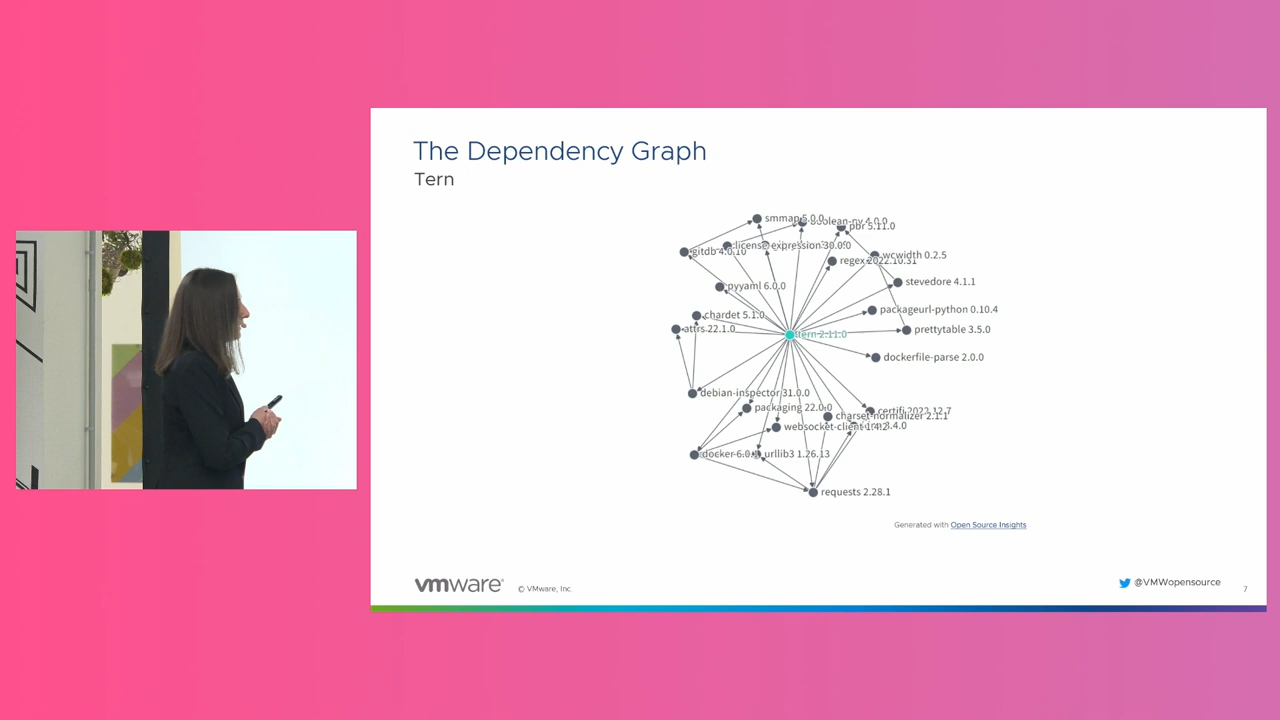 The Dependency Graph
Tern
smmap 5.0.0
boolean-py 4.0.0
pbr 5.11.0
license-expression 30.0.0
gitdb 4.0.10
wcwidth 0.2.5
regex 2022.10.31
stevedore 4.1.1
pyyaml 6.0.0
packageurl-python 0.10.4
chardet 5.1.0
attrs 22.1.0
prettytable 3.5.0
tern 2.11.0
dockerfile-parse 2.0.0
debian-inspector 31.0.0
packaging 22.0.0
certifi 2022.12.7
charset-normalizer 2.1.1
websocket-client 1.4.2
3.4.0
docker 6.0.1
urllib3 1.26.13
requests 2.28.1
Generated with Open Source Insights
vmware®
© VMware, Inc.
@VMWopensource
7